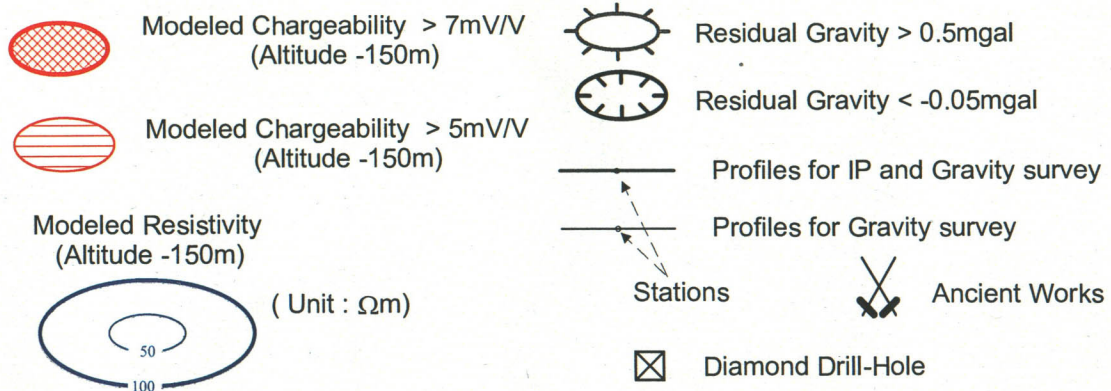 Modeled Chargeability > 7mV/V
(Altitude -150m)
Modeled Chargeability > 5mV/V
(Altitude -150m)
Modeled Resistivity
(Altitude -150m)
( Unit : Ωm)
50
100
Residual Gravity > 0.5mgal
Residual Gravity < -0.05mgal
Profiles for IP and Gravity survey
Profiles for Gravity survey
Stations
Ancient Works
Diamond Drill-Hole